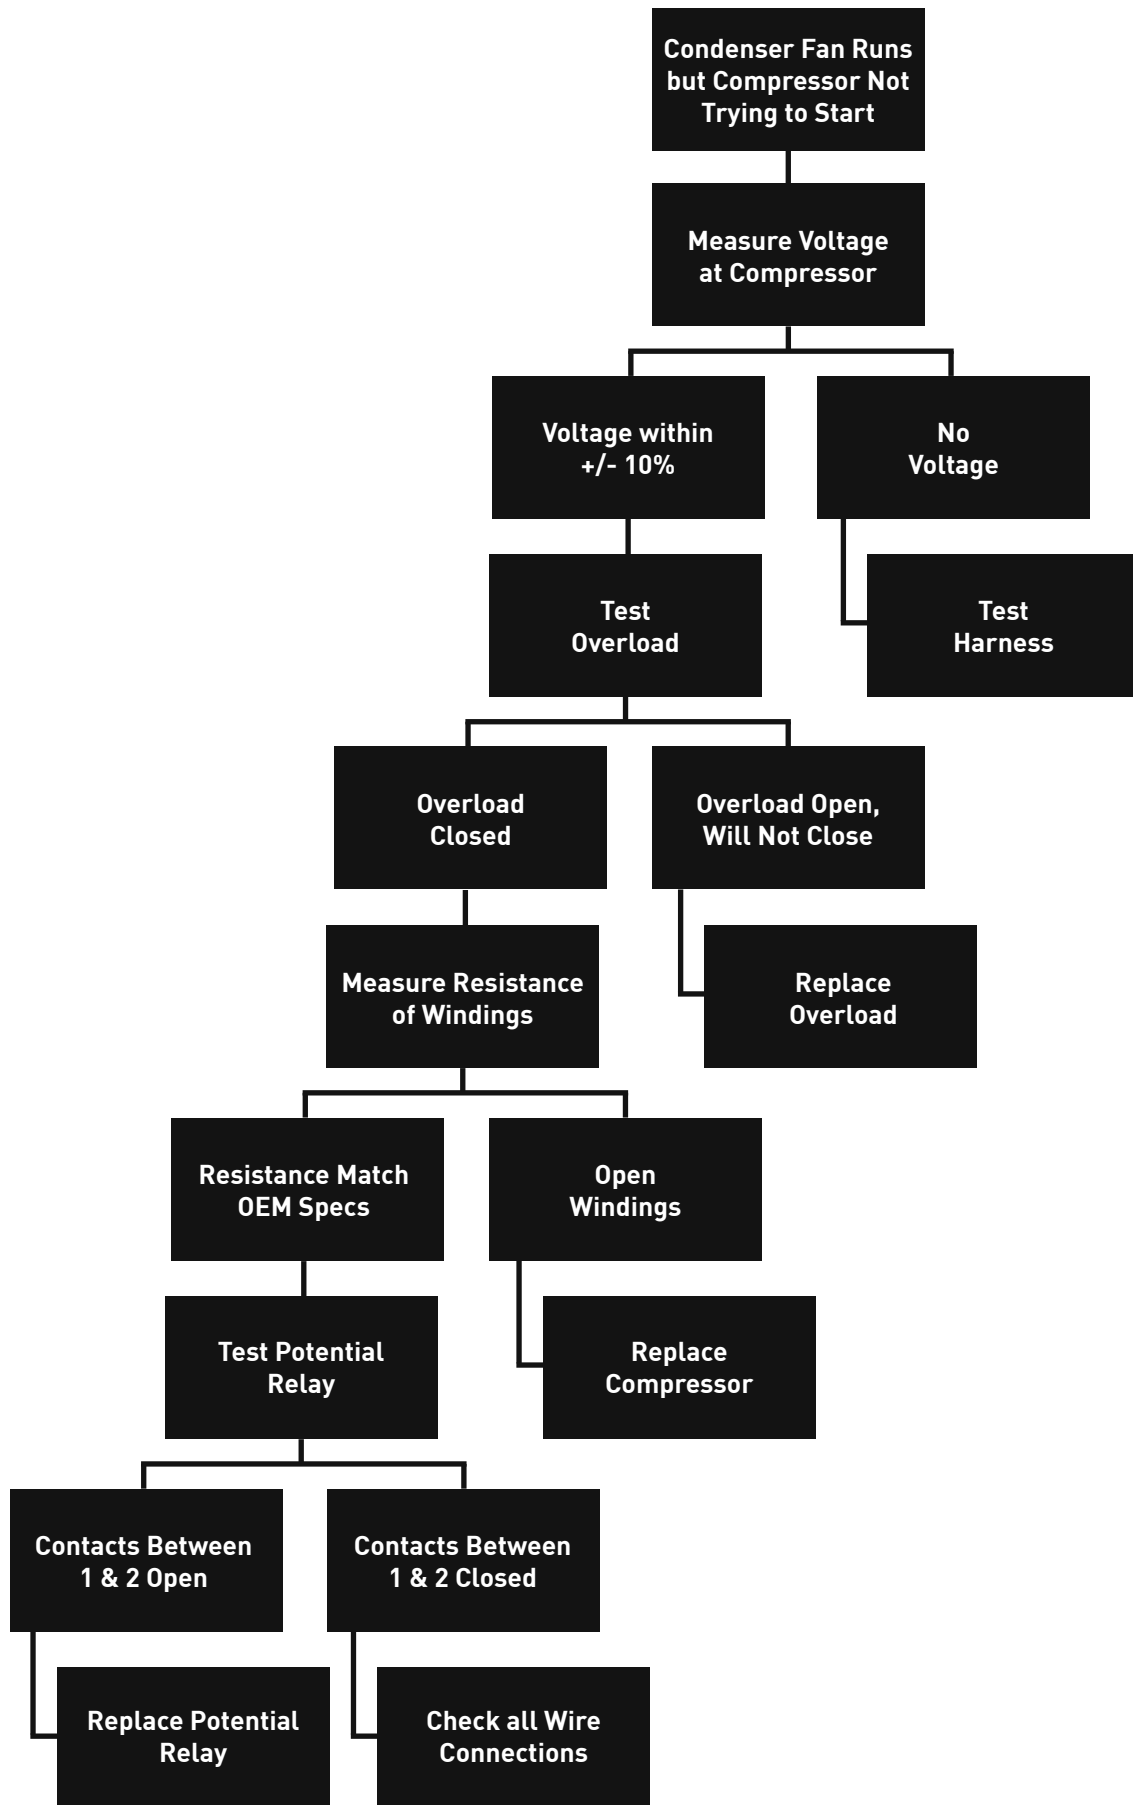 Condenser Fan Runs
but Compressor Not
Trying to Start
Measure Voltage
at Compressor
Voltage within
+/- 10%
No
Voltage
Test
Overload
Test
Harness
Overload
Closed
Overload Open,
Will Not Close
Measure Resistance
of Windings
Replace
Overload
Resistance Match
OEM Specs
Open
Windings
Test Potential
Relay
Replace
Compressor
Contacts Between
1 & 2 Open
Contacts Between
1 & 2 Closed
Replace Potential
Relay
Check all Wire
Connections